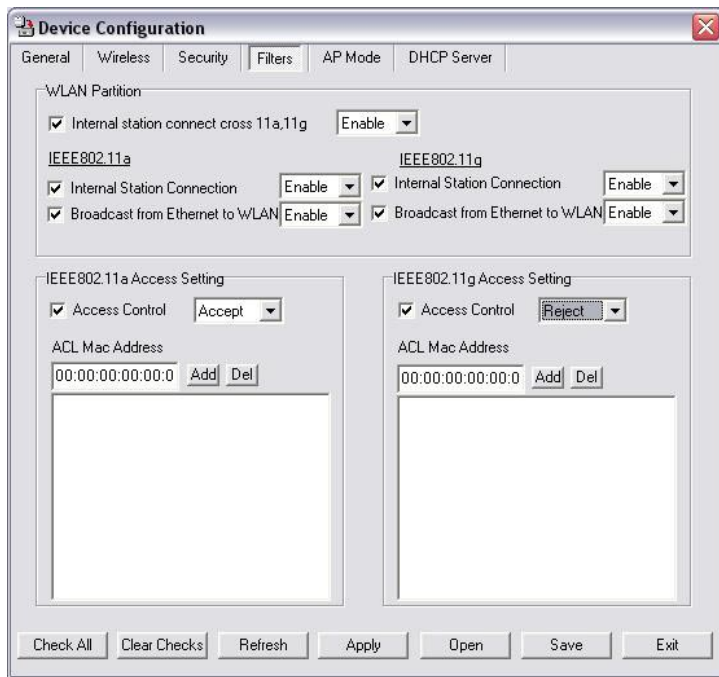 Device Configuration
General Wireless Security Filters AP Mode DHCP Server
WLAN Partition
Internal station connect cross 11a,11g Enable
IEEE802.11a
Internal Station Connection Enable
Broadcast from Ethernet to WLAN Enable
IEEE802.11g
Internal Station Connection Enable
Broadcast from Ethernet to WLAN Enable
IEEE802.11a Access Setting
Access Control Accept
ACL Mac Address
00:00:00:00:00:0 Add Del
IEEE802.11g Access Setting
Access Control Reject
ACL Mac Address
00:00:00:00:00:0 Add Del
Check All Clear Checks Refresh Apply Open Save Exit